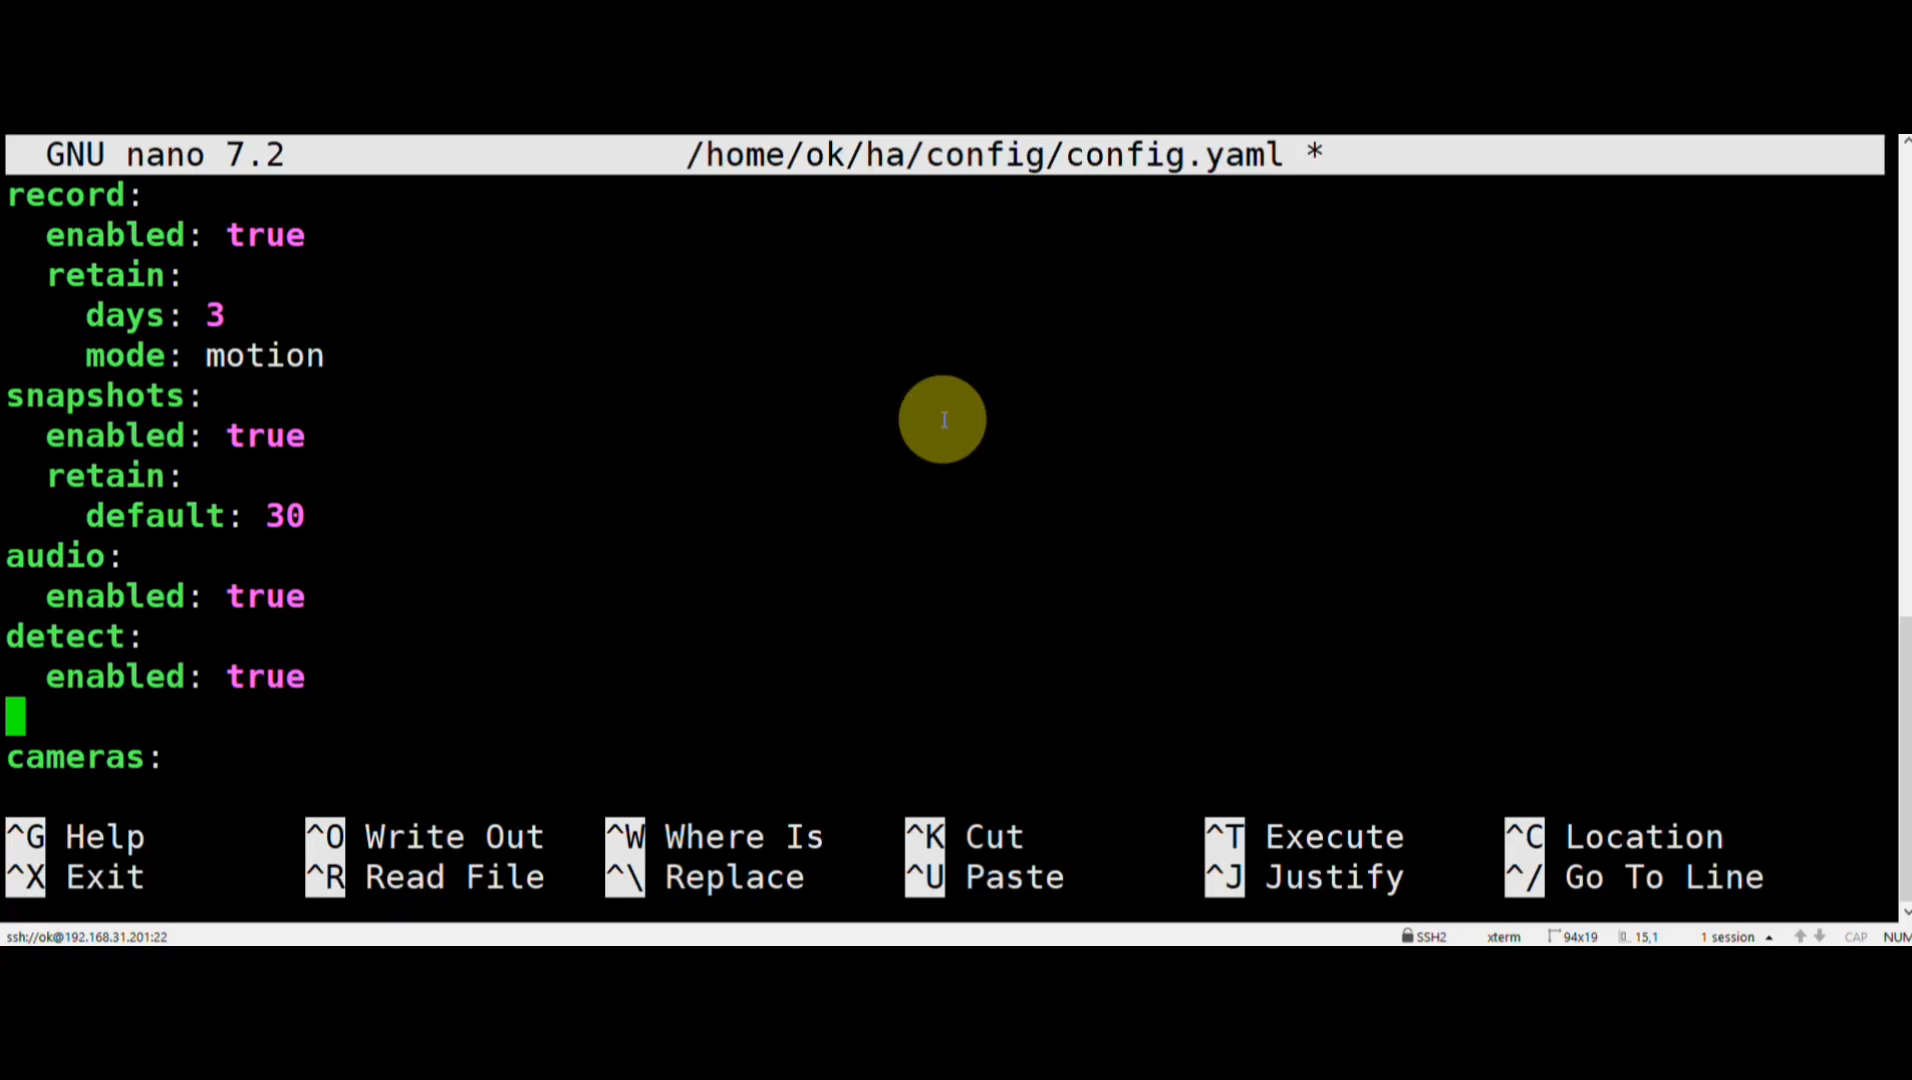 GNU nano 7.2 /home/ok/ha/config/config.yaml *
record:
  enabled: true
  retain:
    days: 3
    mode: motion
snapshots:
  enabled: true
  retain:
    default: 30
audio:
  enabled: true
detect:
  enabled: true
cameras:
^G Help ^O Write Out ^W Where Is ^K Cut ^T Execute ^C Location
^X Exit ^R Read File ^\ Replace ^U Paste ^J Justify ^/ Go To Line
ssh://ok@192.168.31.201:22 SSH2 xterm 94x19 15,1 1 session CAP NUM